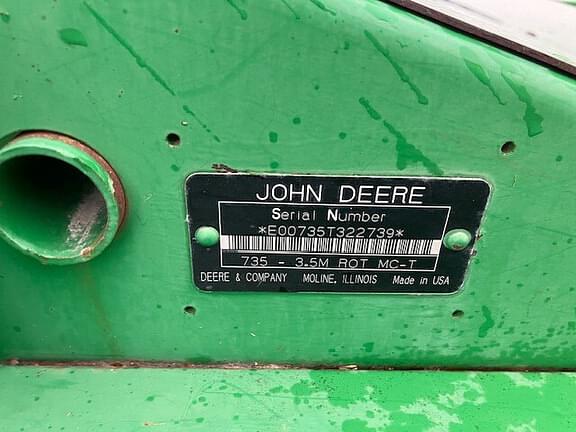 JOHN DEERE
Serial Number
*E00735T322739*
735 - 3.5M ROT MC-T
DEERE & COMPANY MOLINE, ILLINOIS Made in USA